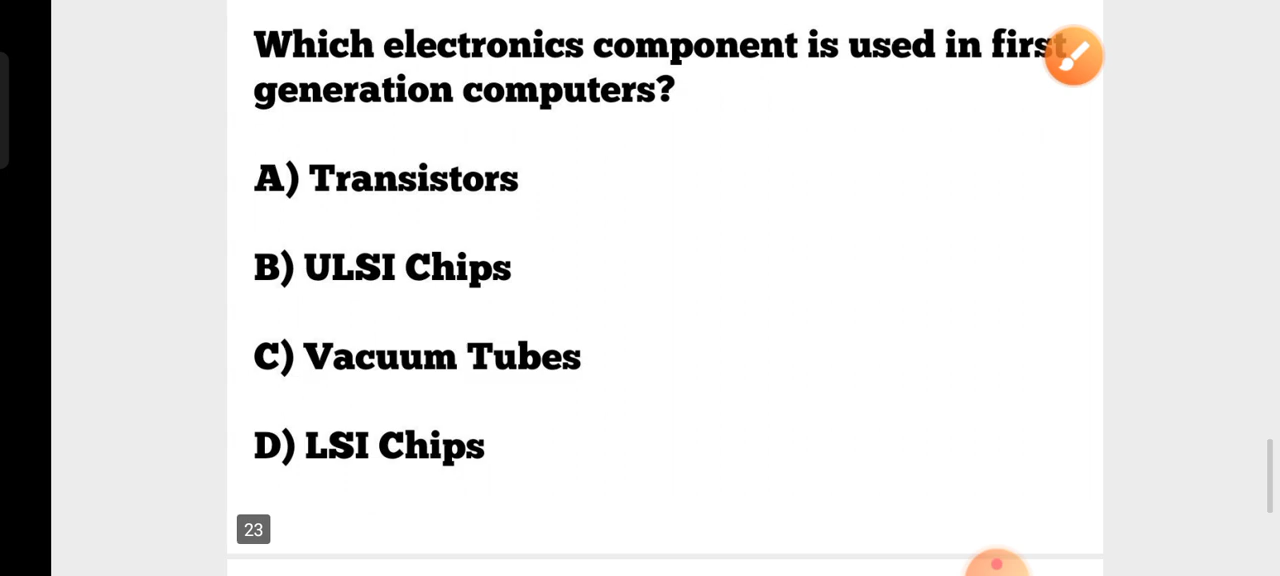 Which electronics component is used in first
generation computers?
A) Transistors
B) ULSI Chips
C) Vacuum Tubes
D) LSI Chips
23